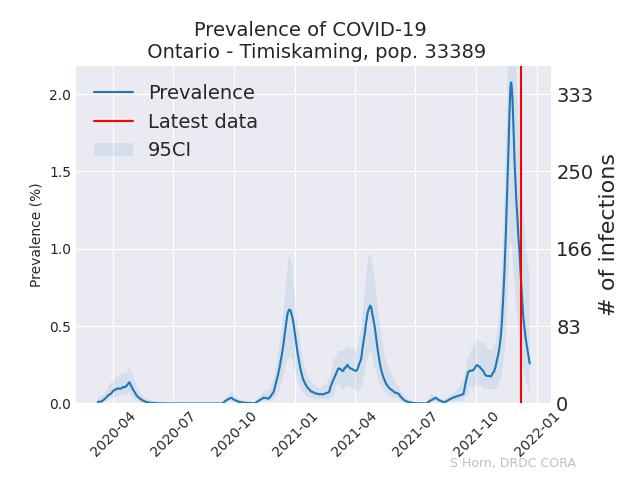 Prevalence of COVID-19
Ontario - Timiskaming, pop. 33389
Prevalence
Latest data
95CI
Prevalence (%)
2.0
1.5
1.0
0.5
0.0
333
250
166
83
0
# of infections
2020-04
2020-07
2020-10
2021-01
2021-04
2021-07
2021-10
2022-01
S Horn, DRDC CORA